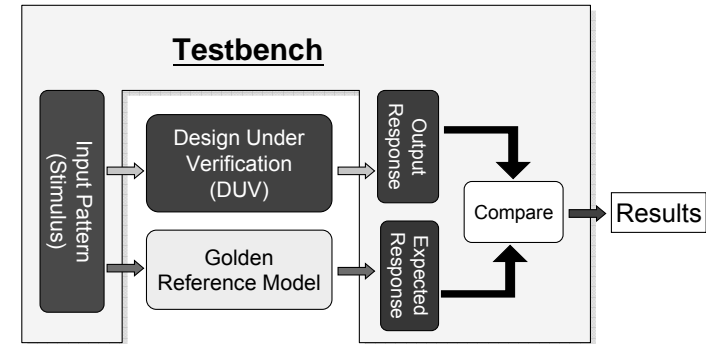 Testbench
Input Pattern
(Stimulus)
Design Under
Verification
(DUV)
Golden
Reference Model
Output
Response
Expected
Response
Compare
Results